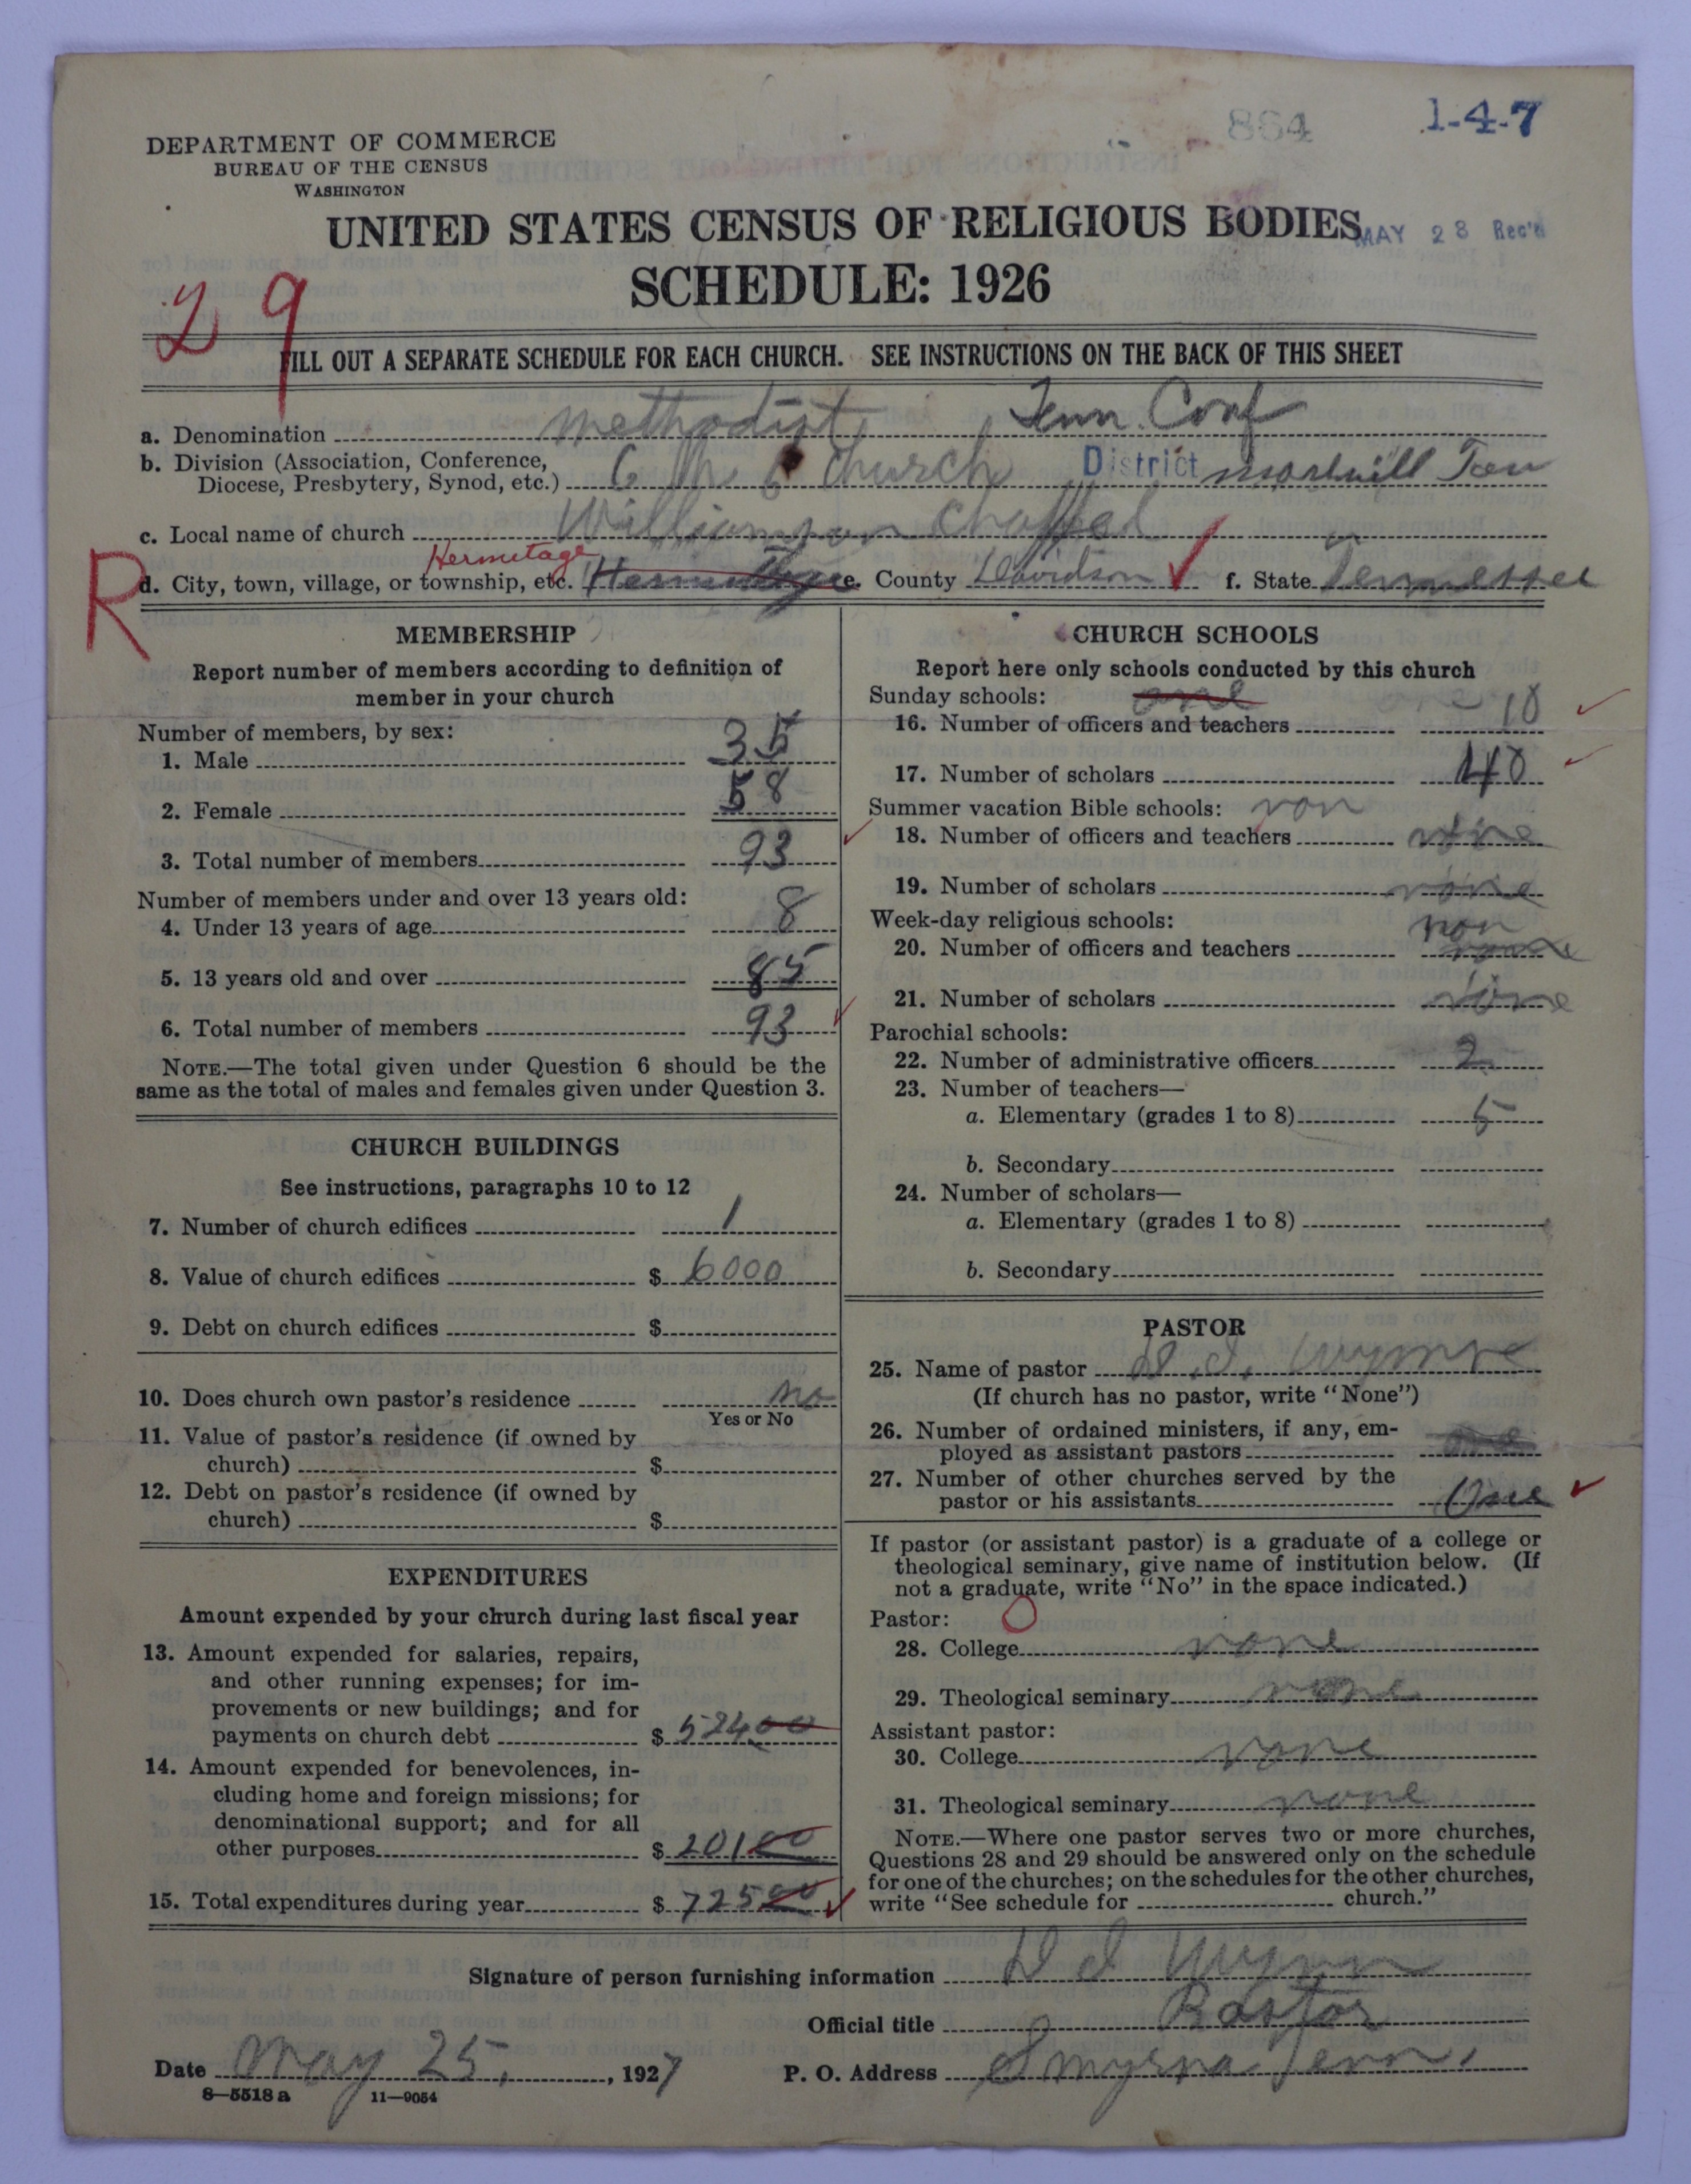 864
1-4-7
DEPARTMENT OF COMMERCE
BUREAU OF THE CENSUS
WASHINGTON
UNITED STATES CENSUS OF RELIGIOUS BODIES
MAY 28 Rec'd
SCHEDULE: 1926
29
FILL OUT A SEPARATE SCHEDULE FOR EACH CHURCH. SEE INSTRUCTIONS ON THE BACK OF THIS SHEET
a. Denomination methodist Tenn. Conf
b. Division (Association, Conference,
Diocese, Presbytery, Synod, etc.) C M E Church District Ten
c. Local name of church Williamson Chappel
R
Hermitage
d. City, town, village, or township, etc. e. County Davidson f. State Tennessee
MEMBERSHIP
Report number of members according to definition of
member in your church
Number of members, by sex:
1. Male 35
2. Female 58
3. Total number of members 93
Number of members under and over 13 years old:
4. Under 13 years of age 8
5. 13 years old and over 85
6. Total number of members 93
NOTE.—The total given under Question 6 should be the
same as the total of males and females given under Question 3.
CHURCH BUILDINGS
See instructions, paragraphs 10 to 12
7. Number of church edifices 1
8. Value of church edifices $ 6000
9. Debt on church edifices $
10. Does church own pastor's residence no
Yes or No
11. Value of pastor's residence (if owned by
church) $
12. Debt on pastor's residence (if owned by
church) $
EXPENDITURES
Amount expended by your church during last fiscal year
13. Amount expended for salaries, repairs,
and other running expenses; for im-
provements or new buildings; and for
payments on church debt $ 52400
14. Amount expended for benevolences, in-
cluding home and foreign missions; for
denominational support; and for all
other purposes $ 20100
15. Total expenditures during year $ 72500
CHURCH SCHOOLS
Report here only schools conducted by this church
Sunday schools: one
16. Number of officers and teachers 10
17. Number of scholars 40
Summer vacation Bible schools: non
18. Number of officers and teachers none
19. Number of scholars none
Week-day religious schools: non
20. Number of officers and teachers none
21. Number of scholars none
Parochial schools:
22. Number of administrative officers 2
23. Number of teachers—
a. Elementary (grades 1 to 8) 5
b. Secondary
24. Number of scholars—
a. Elementary (grades 1 to 8)
b. Secondary
PASTOR
25. Name of pastor D. D. Wynne
(If church has no pastor, write "None")
26. Number of ordained ministers, if any, em-
ployed as assistant pastors
27. Number of other churches served by the
pastor or his assistants One
If pastor (or assistant pastor) is a graduate of a college or
theological seminary, give name of institution below. (If
not a graduate, write "No" in the space indicated.)
Pastor:
28. College none
29. Theological seminary none
Assistant pastor:
30. College none
31. Theological seminary none
NOTE.—Where one pastor serves two or more churches,
Questions 28 and 29 should be answered only on the schedule
for one of the churches; on the schedules for the other churches,
write "See schedule for church."
Signature of person furnishing information D D Wynn
Official title Pastor
Date May 25, 1927 P. O. Address Smyrna Tenn.
8—5518 a 11—9054